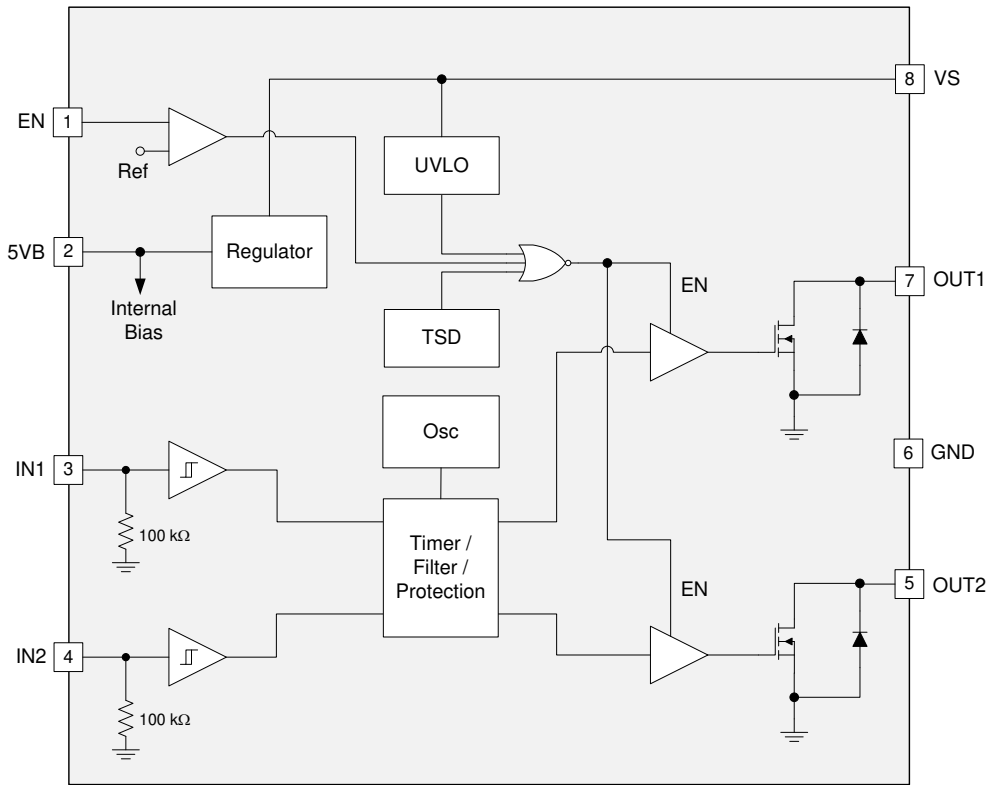 8 VS
EN 1
Ref
UVLO
5VB 2
Regulator
Internal
Bias
EN
7 OUT1
TSD
Osc
IN1 3
6 GND
100 kΩ
Timer /
Filter /
Protection
EN
5 OUT2
IN2 4
100 kΩ